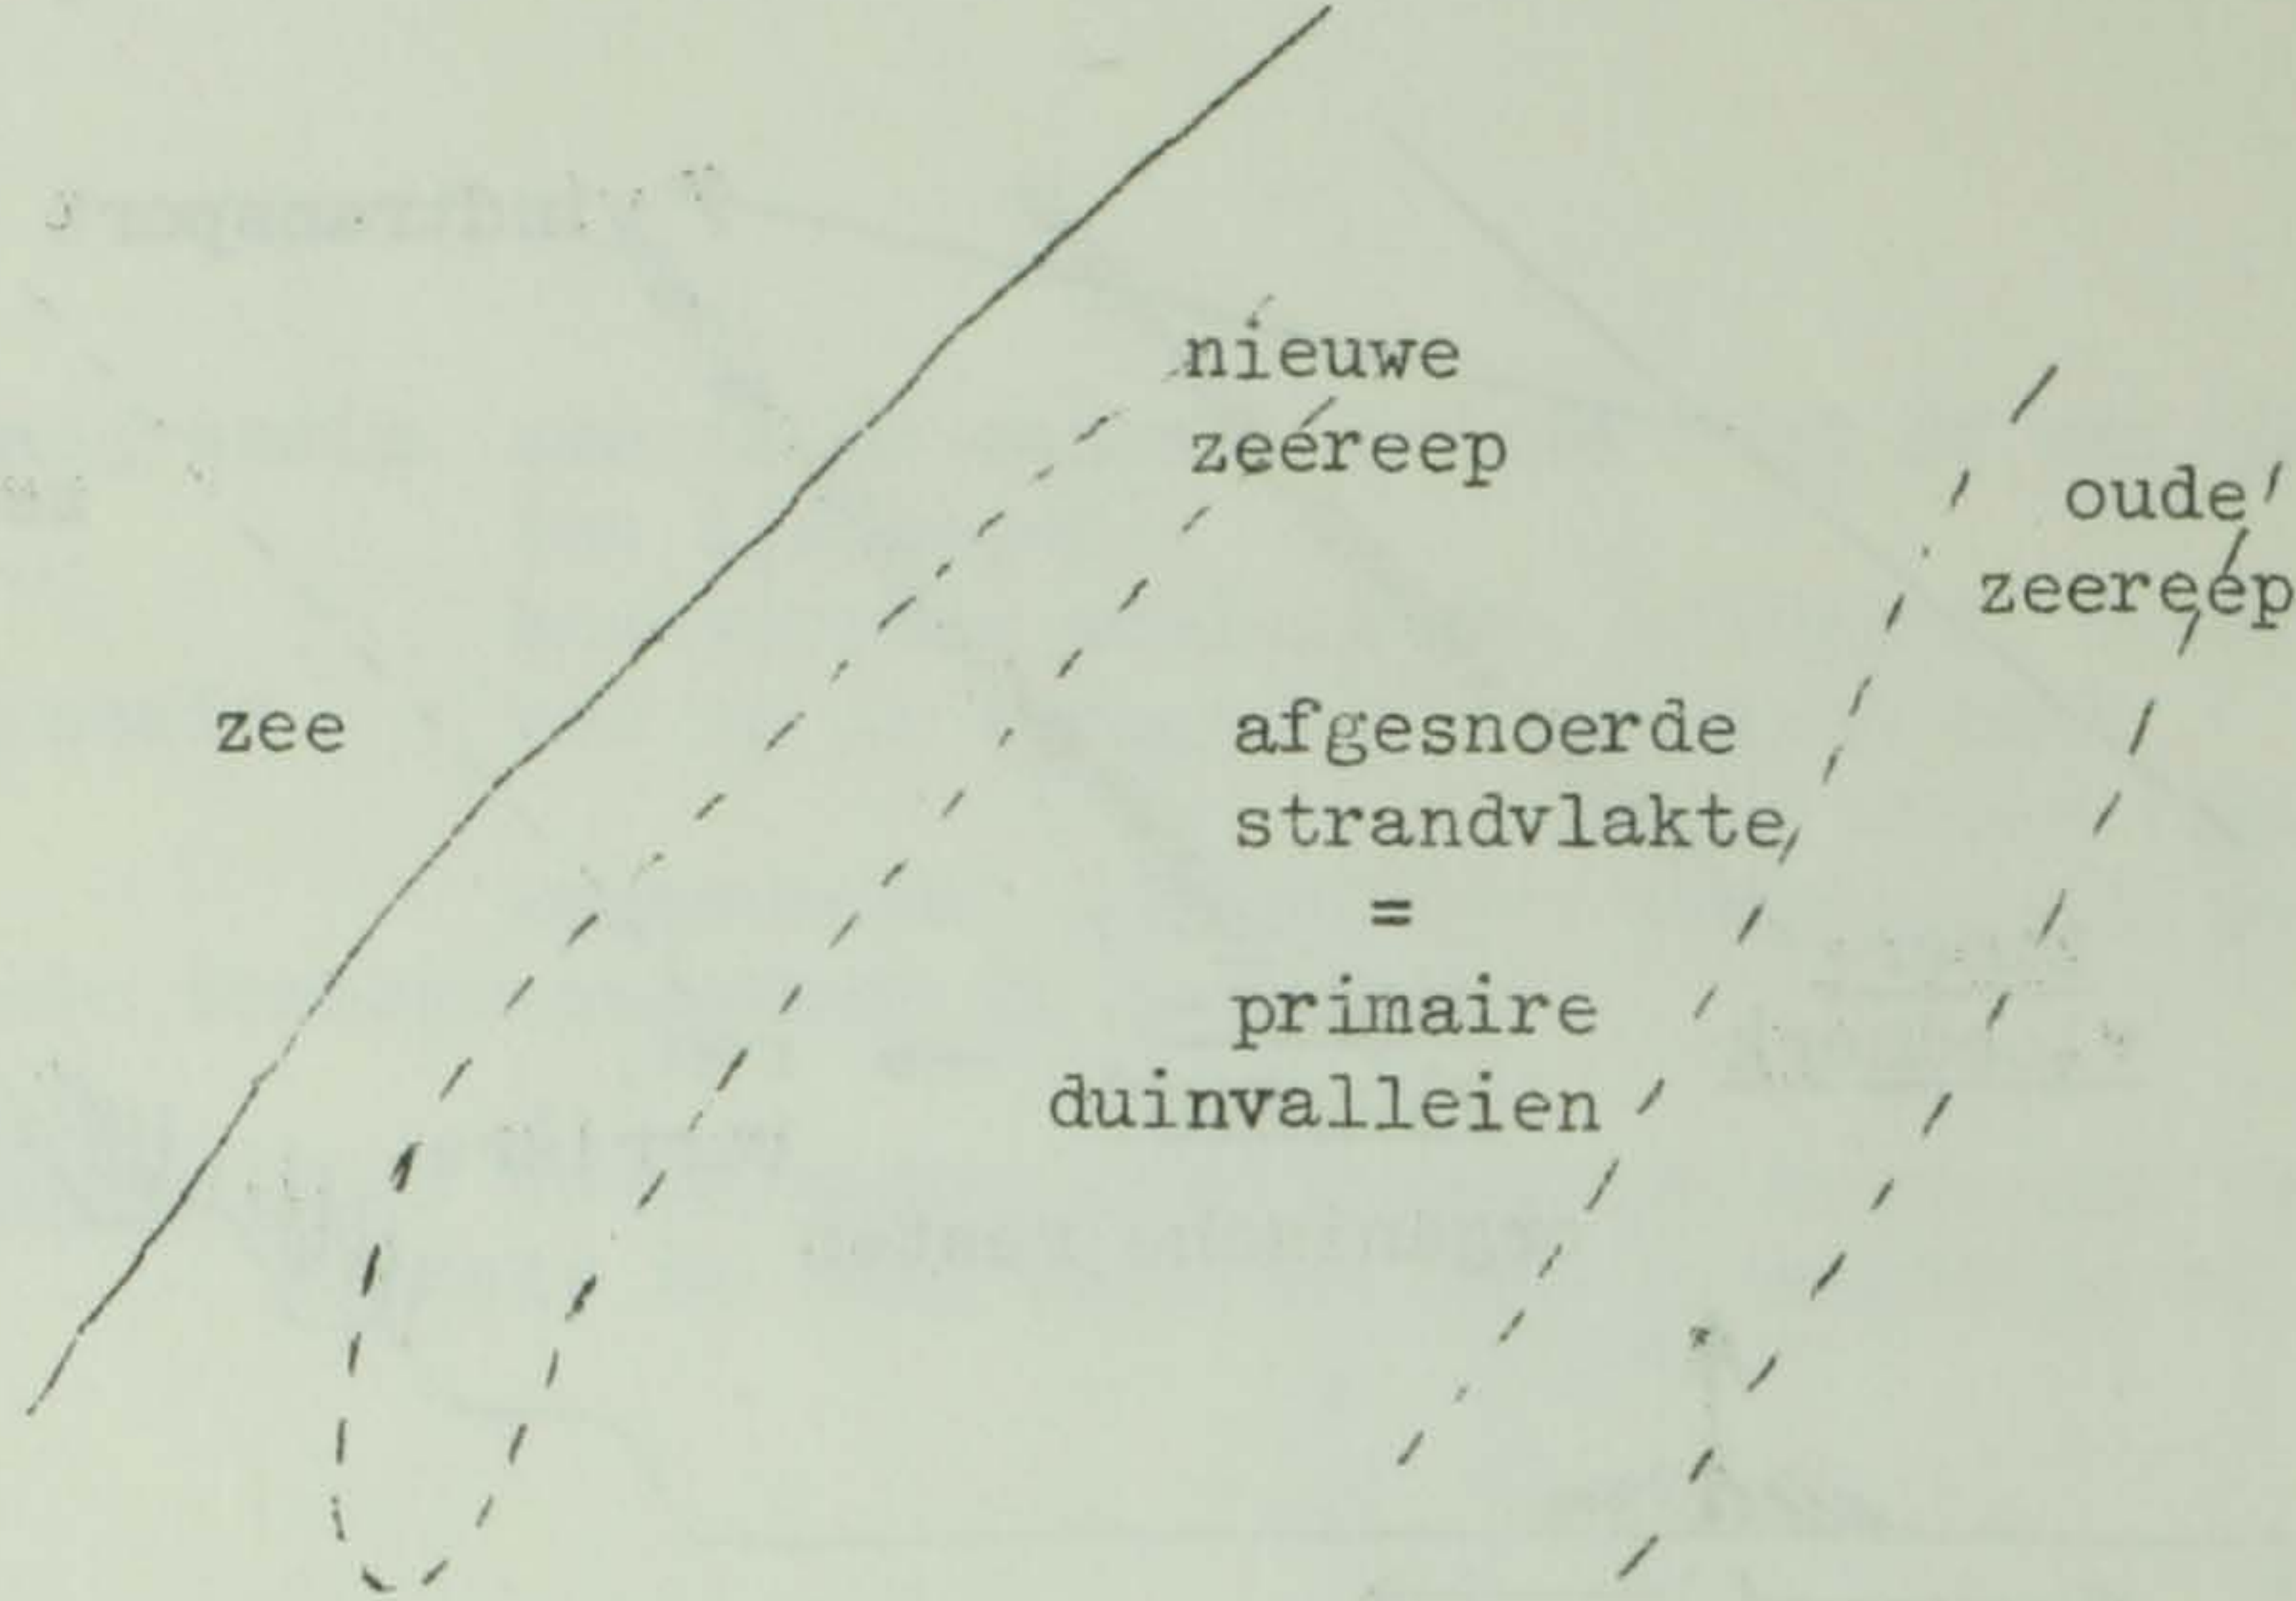 nieuwe
zeereep
oude
zeereep
zee
afgesnoerde
strandvlakte
=
primaire
duinvalleien